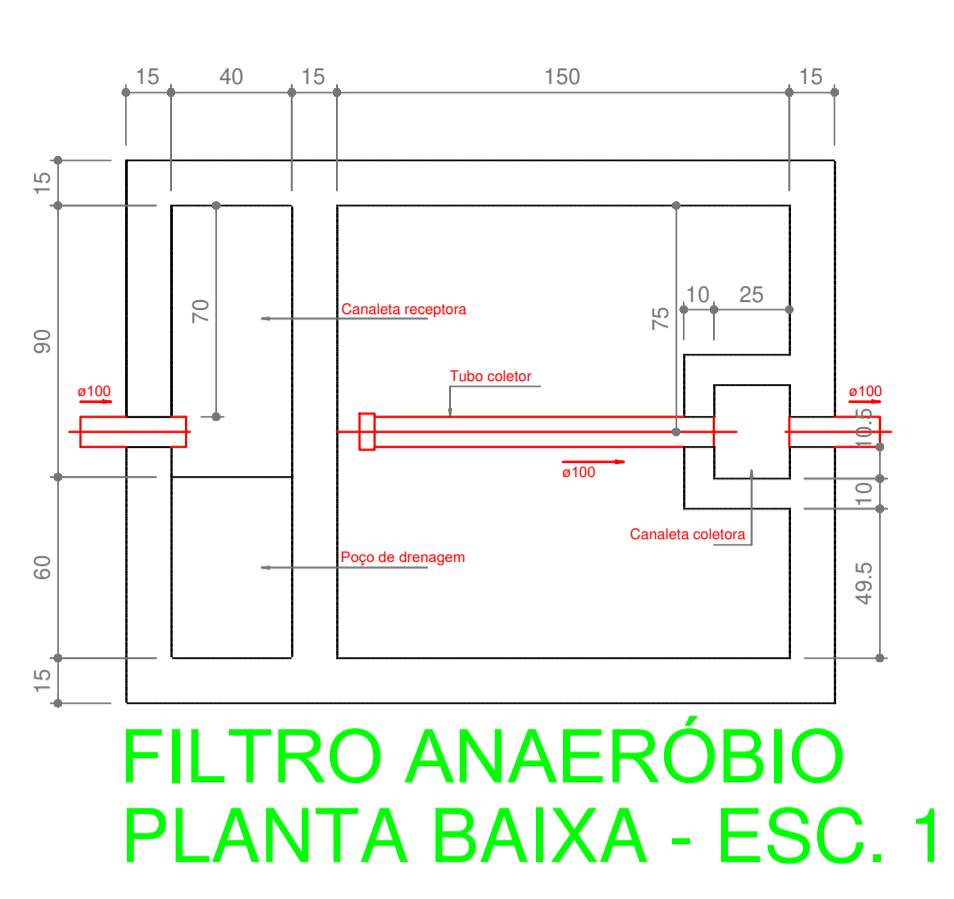 15 40 15 150 15
15
10 25
70
75
Canaleta receptora
90
Tubo coletor
ø100
ø100
10.5
ø100
10
Canaleta coletora
Poço de drenagem
60
49.5
15
FILTRO ANAERÓBIO
PLANTA BAIXA - ESC. 1